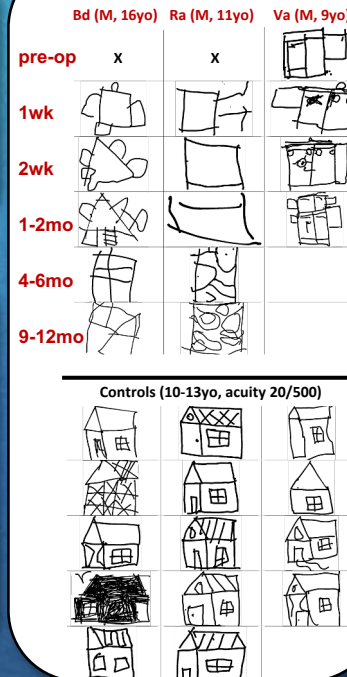 Bd (M, 16yo) Ra (M, 11yo) Va (M, 9yo)
pre-op x x
1wk
2wk
1-2mo
4-6mo
9-12mo
Controls (10-13yo, acuity 20/500)